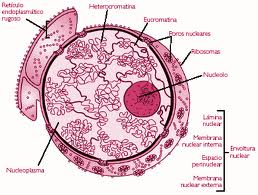 Retículo
endoplasmático
rugoso
Heterocromatina
Eucromatina
Poros nucleares
Ribosomas
Nucleolo
Nucleoplasma
Lámina
nuclear
Membrana
nuclear interna
Espacio
perinuclear
Membrana
nuclear externa
Envoltura
nuclear